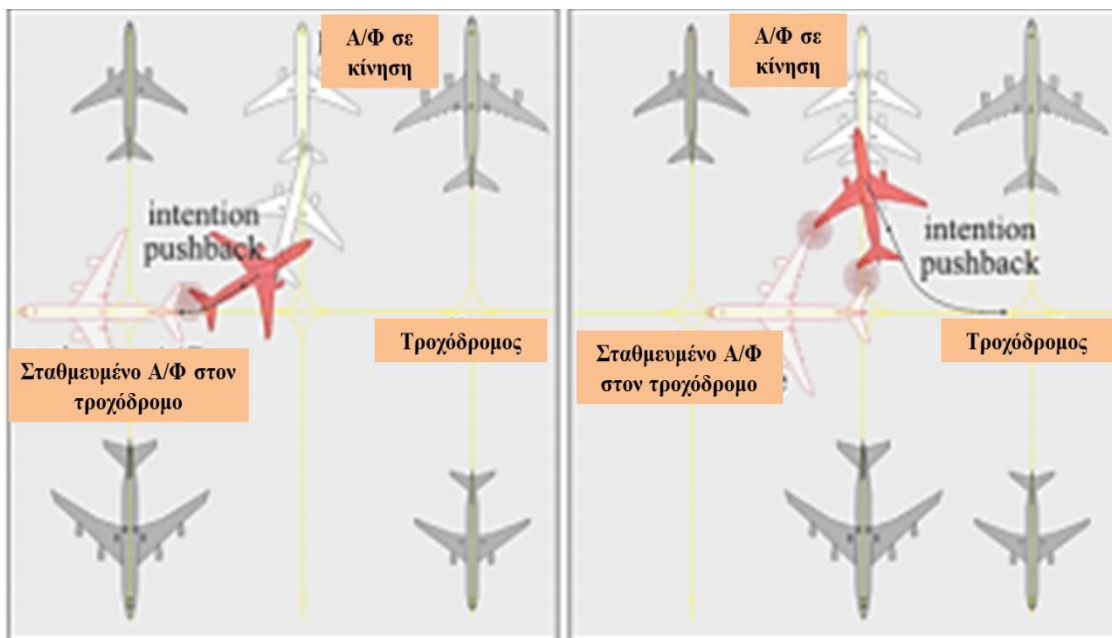 Α/Φ σε
κίνηση
intention
pushback
Τροχόδρομος
Σταθμευμένο Α/Φ στον
τροχόδρομο
Α/Φ σε
κίνηση
intention
pushback
Τροχόδρομος
Σταθμευμένο Α/Φ
στον τροχόδρομο